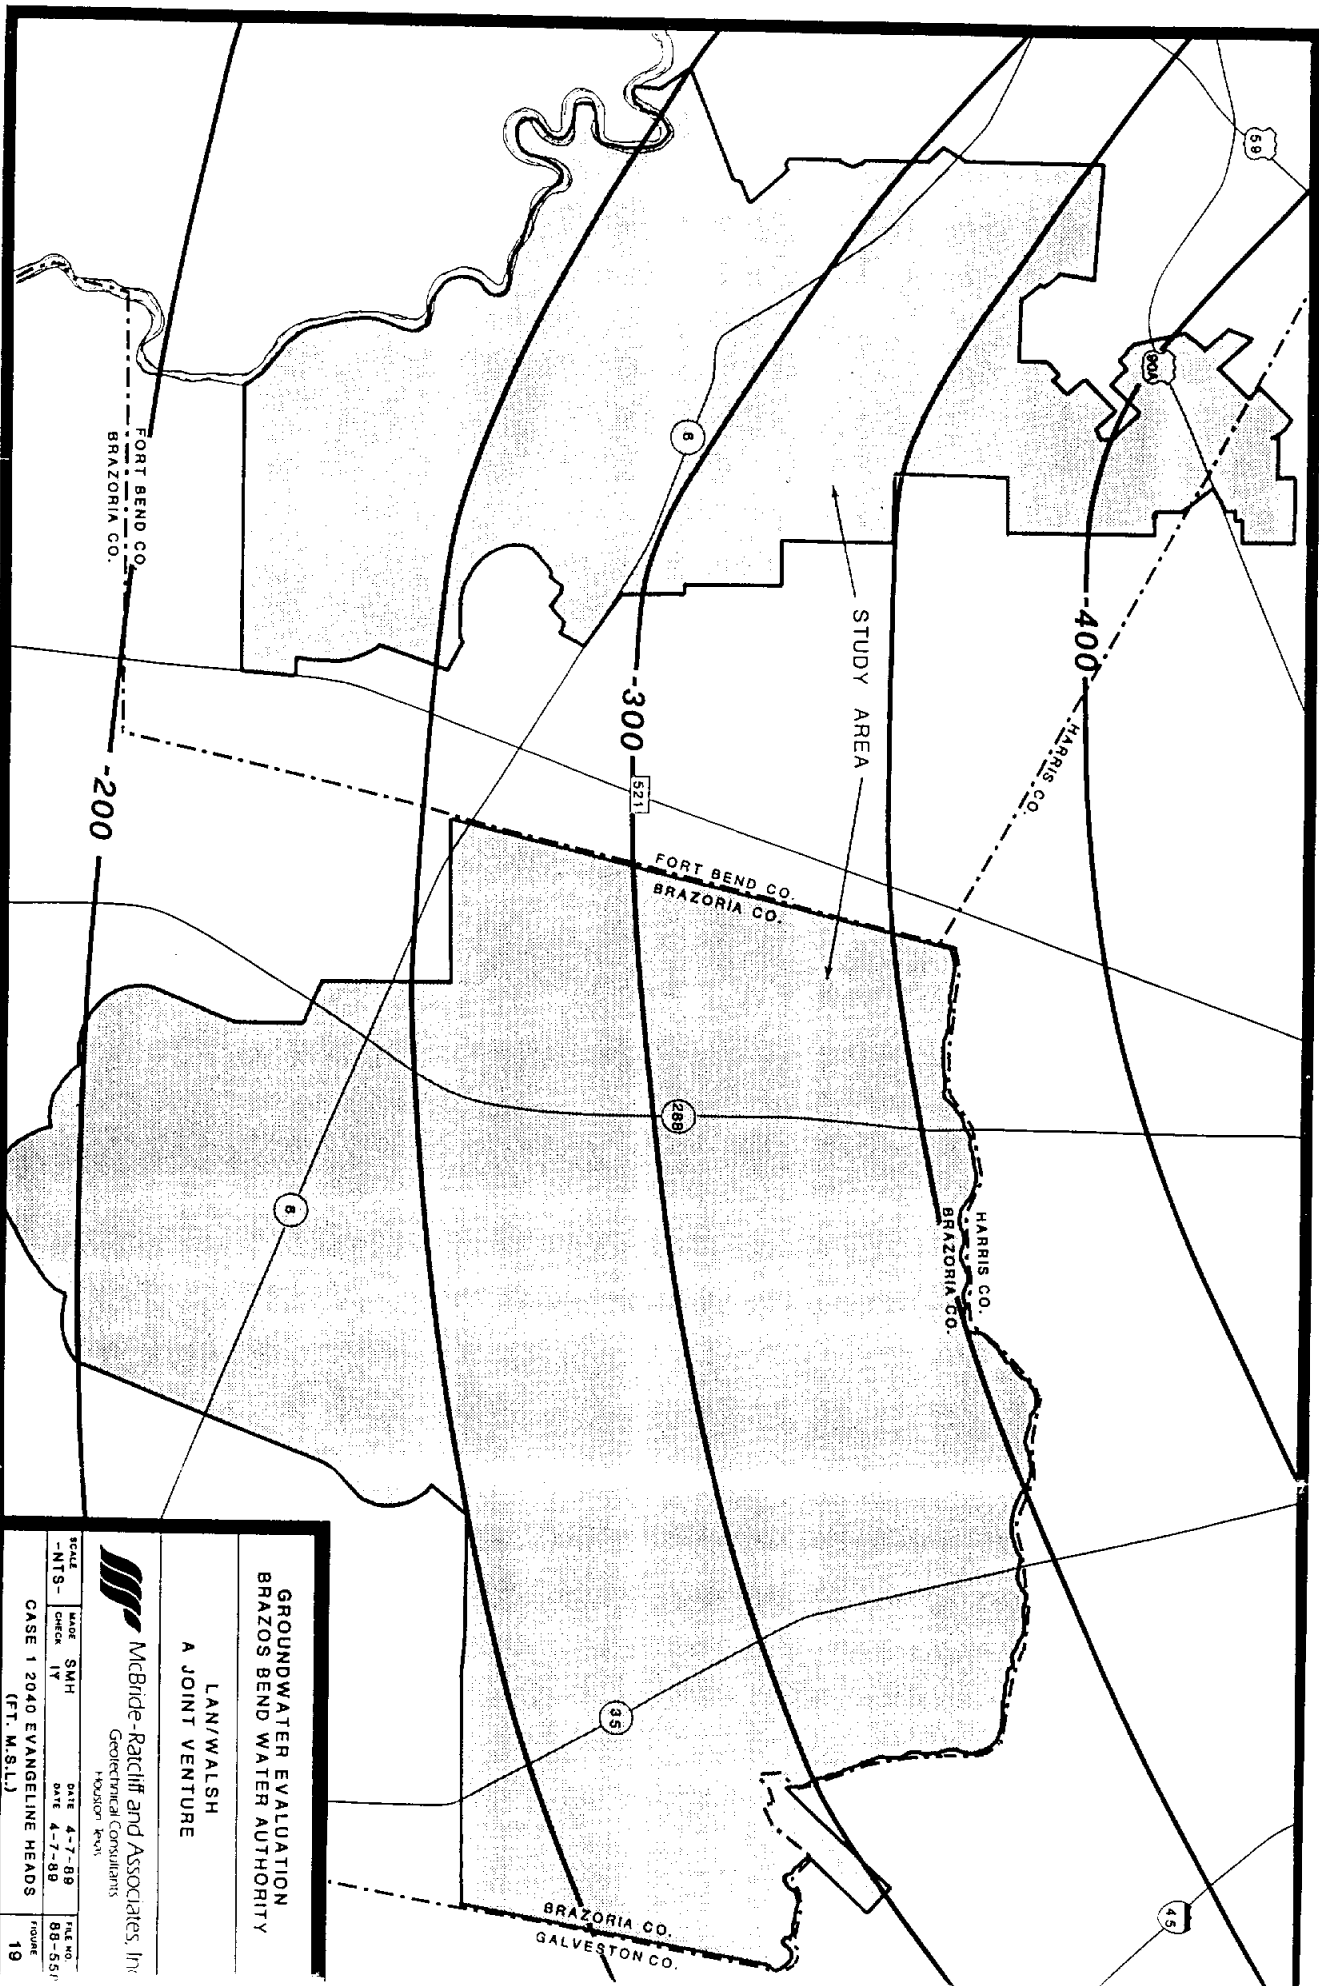 59
90A
6
STUDY AREA
-400
HARRIS CO.
FORT BEND CO.
BRAZORIA CO.
-300
521
-200
FORT BEND CO.
BRAZORIA CO.
288
HARRIS CO.
BRAZORIA CO.
6
35
45
BRAZORIA CO.
GALVESTON CO.
GROUNDWATER EVALUATION
BRAZOS BEND WATER AUTHORITY
LAN/WALSH
A JOINT VENTURE
McBride-Ratcliff and Associates, Inc
Geotechnical Consultants
Houston, Texas
SCALE -NTS-
MADE SMH DATE 4-7-89
CHECK IY DATE 4-7-89
FILE NO. 88-55
CASE 1 2040 EVANGELINE HEADS
(FT. M.S.L.)
FIGURE 19